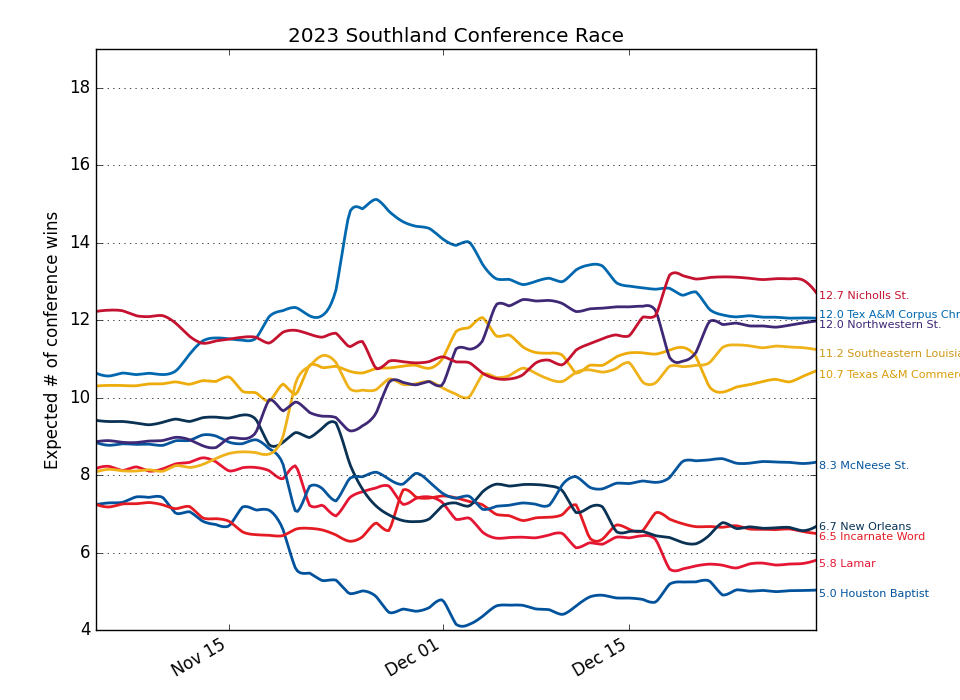 2023 Southland Conference Race
Expected # of conference wins
18
16
14
12
10
8
6
4
Nov 15
Dec 01
Dec 15
12.7 Nicholls St.
12.0 Tex A&M Corpus Chr
12.0 Northwestern St.
11.2 Southeastern Louisia
10.7 Texas A&M Commerc
8.3 McNeese St.
6.7 New Orleans
6.5 Incarnate Word
5.8 Lamar
5.0 Houston Baptist